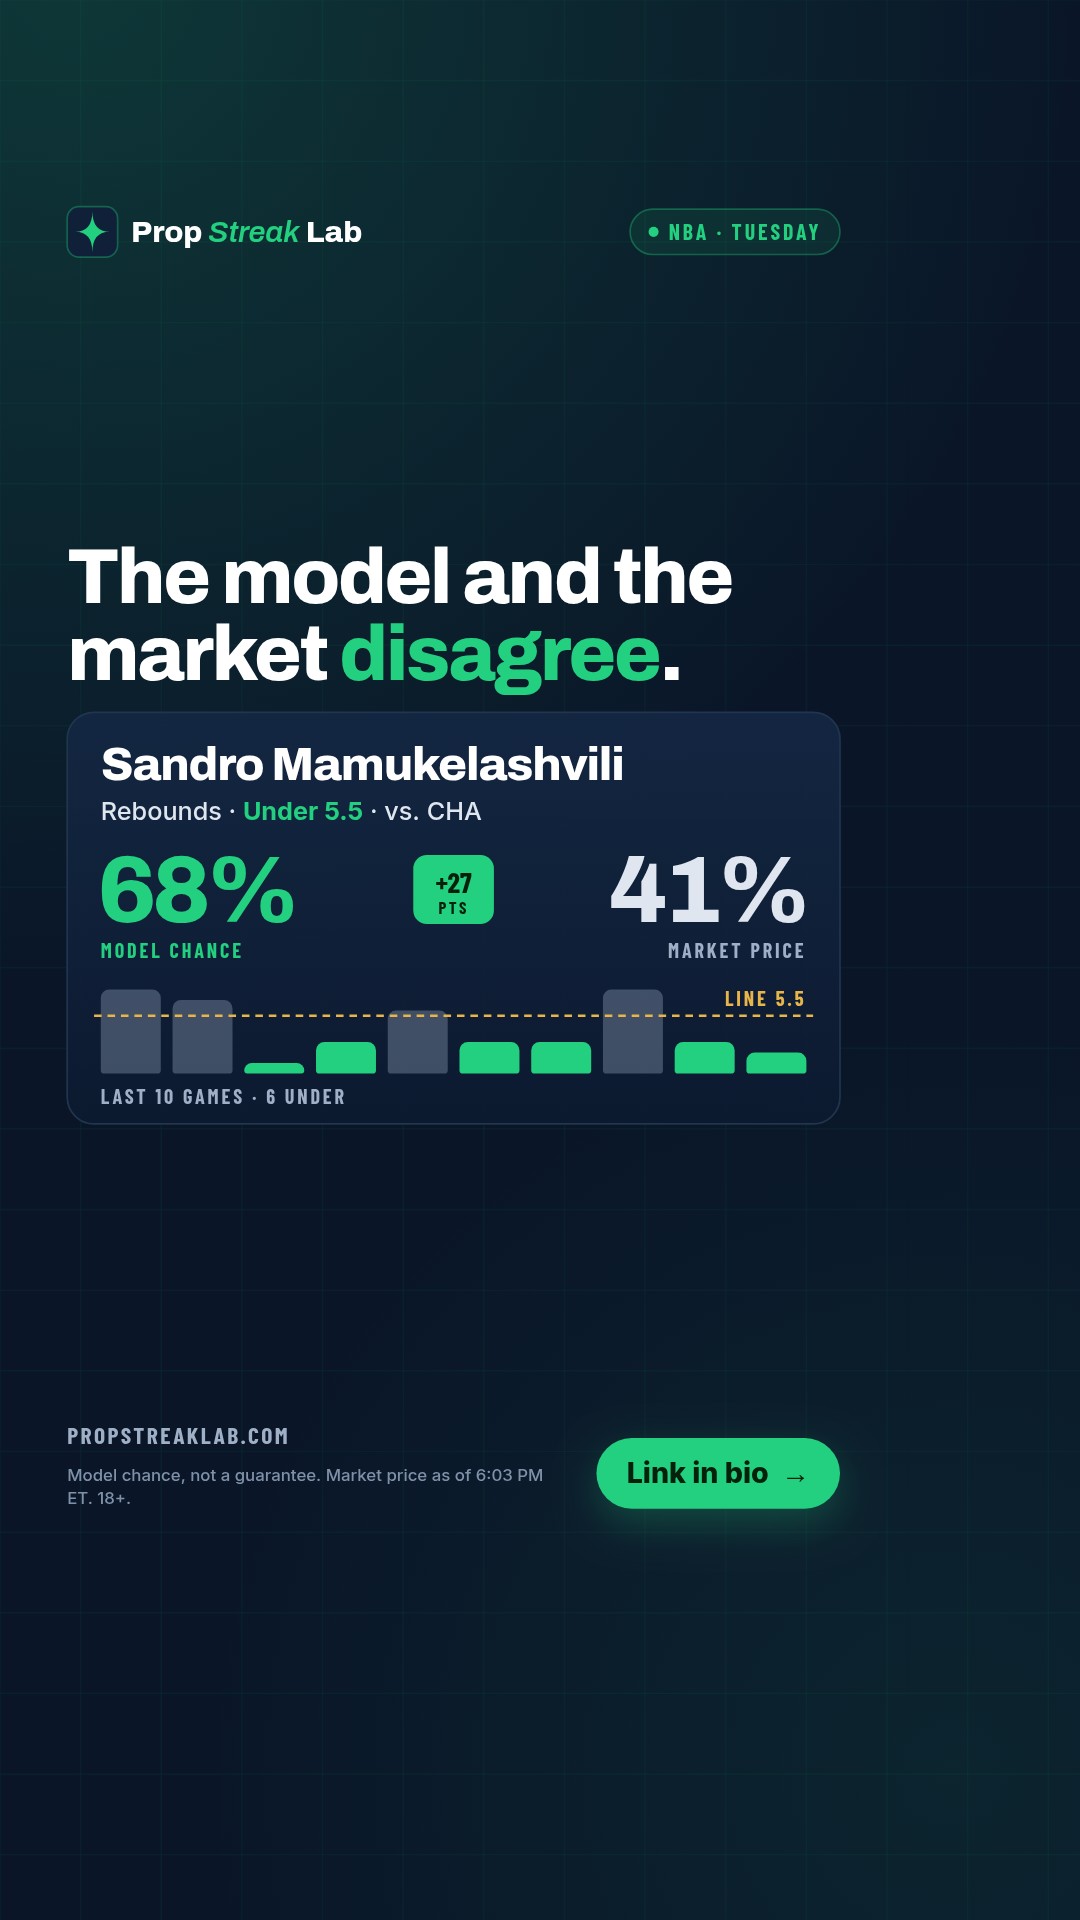 Prop Streak Lab
NBA · TUESDAY
The model and the
market disagree.
Sandro Mamukelashvili
Rebounds · Under 5.5 · vs. CHA
68%
+27
PTS
41%
MODEL CHANCE
MARKET PRICE
LINE 5.5
LAST 10 GAMES · 6 UNDER
PROPSTREAKLAB.COM
Model chance, not a guarantee. Market price as of 6:03 PM
ET. 18+.
Link in bio →